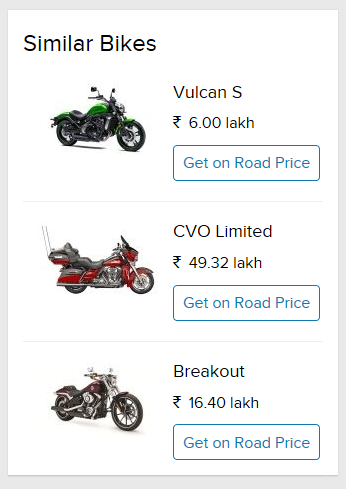 Similar Bikes
Vulcan S
₹ 6.00 lakh
Get on Road Price
CVO Limited
₹ 49.32 lakh
Get on Road Price
Breakout
₹ 16.40 lakh
Get on Road Price